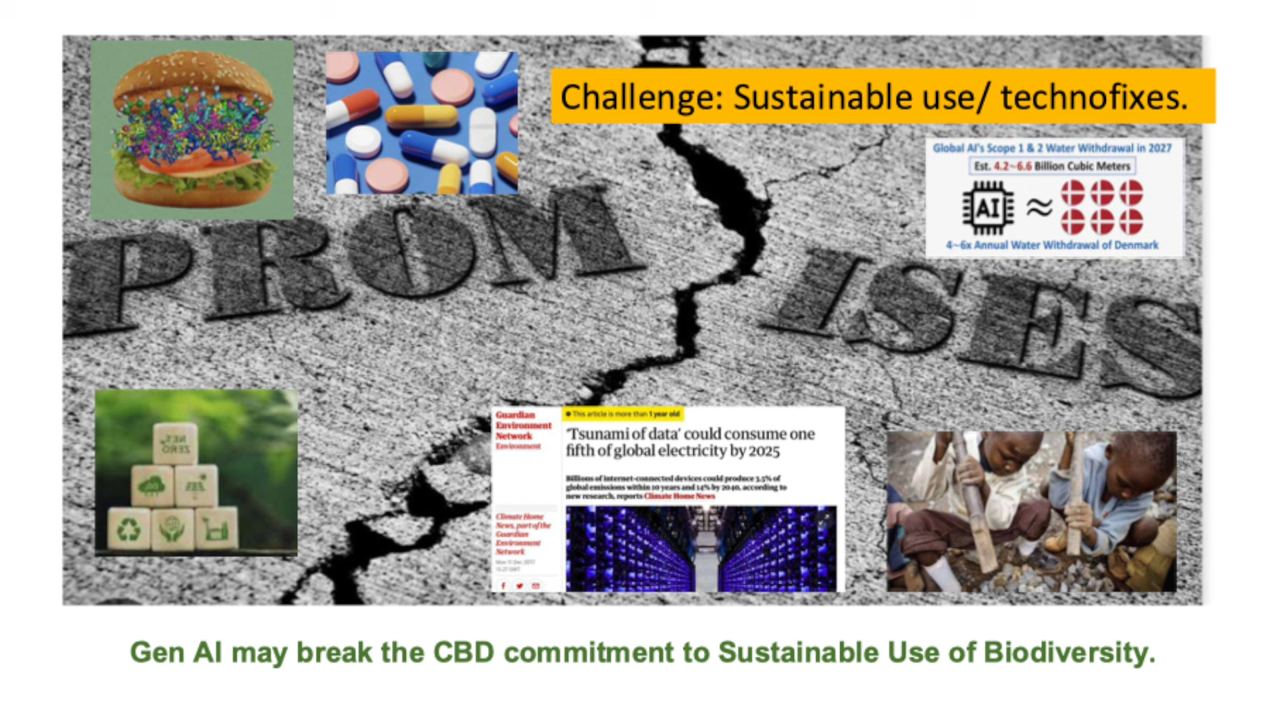 Challenge: Sustainable use/ technofixes.
Global AI's Scope 1 & 2 Water Withdrawal in 2027
Est. 4.2~6.6 Billion Cubic Meters
AI ≈
4~6x Annual Water Withdrawal of Denmark
PROM ISES
NET
ZERO
Guardian
Environment
Network
Environment
This article is more than 1 year old
'Tsunami of data' could consume one
fifth of global electricity by 2025
Billions of internet-connected devices could produce 3.5% of
global emissions within 10 years and 14% by 2040, according to
new research, reports Climate Home News
Climate Home
News, part of the
Guardian
Environment
Network
Mon 11 Dec 2017
Gen AI may break the CBD commitment to Sustainable Use of Biodiversity.